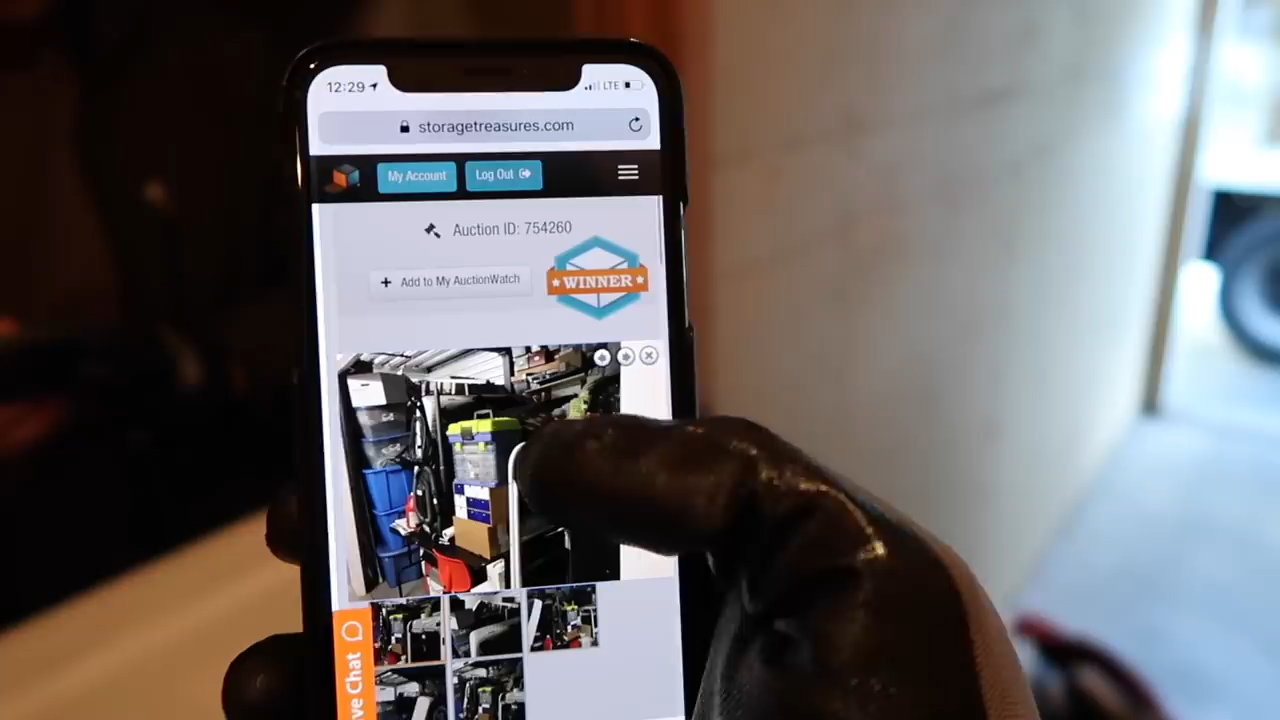 12:29
LTE
storagetreasures.com
My Account
Log Out
Auction ID: 754260
+ Add to My AuctionWatch
WINNER
ve Chat